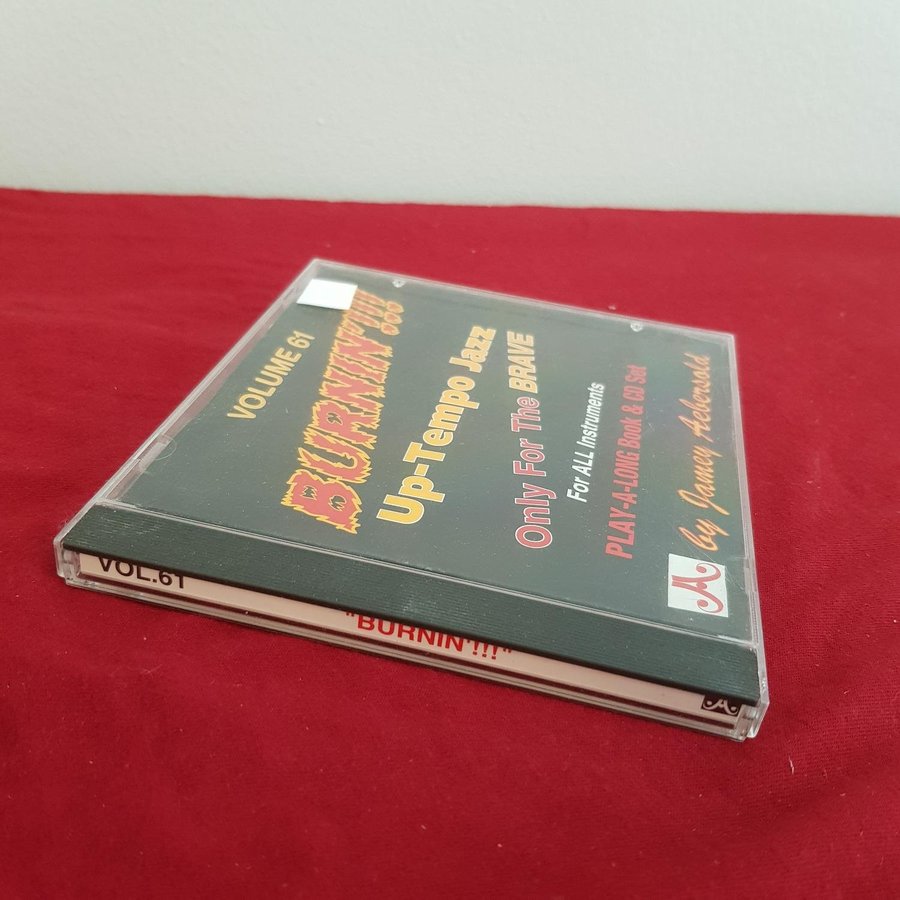 VOLUME 61
BURNIN'!!!
Up-Tempo Jazz
Only For The BRAVE
For ALL Instruments
PLAY-A-LONG Book & CD Set
by Jamey Aebersold
A
VOL.61
"BURNIN'!!!"
A